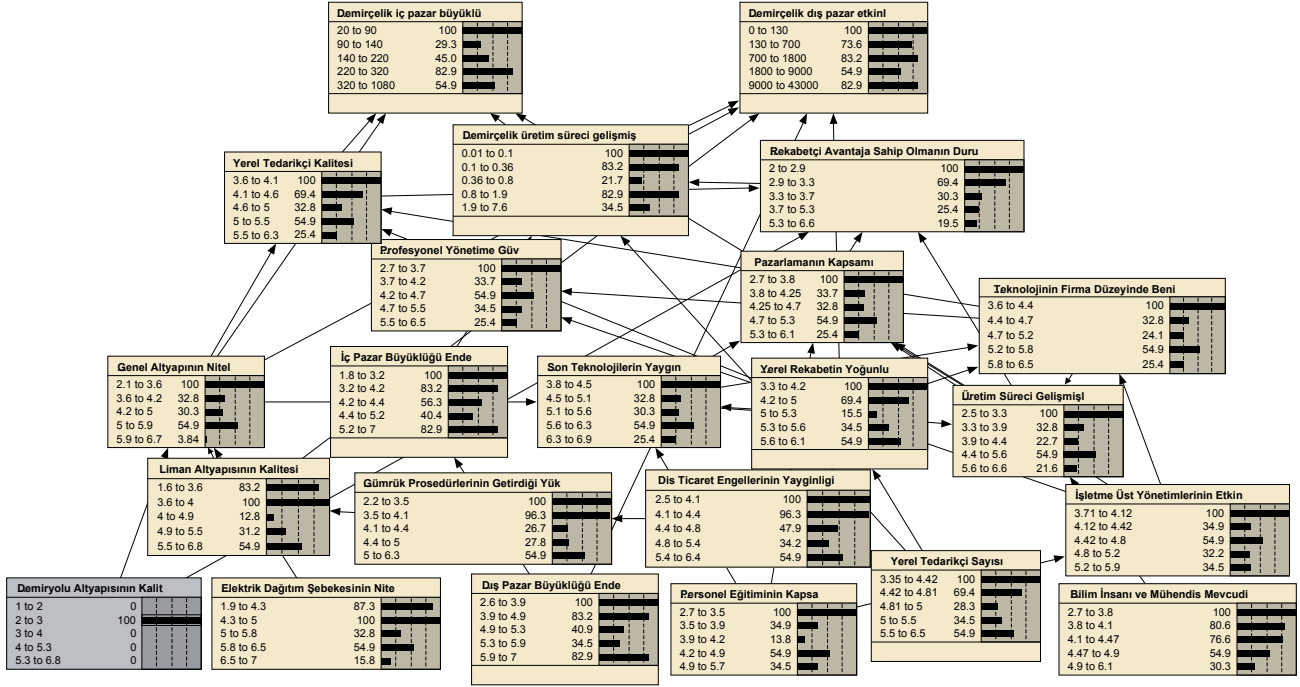 Demirçelik iç pazar büyüklü
20 to 90 100
90 to 140 29.3
140 to 220 45.0
220 to 320 82.9
320 to 1080 54.9
Demirçelik dış pazar etkinl
0 to 130 100
130 to 700 73.6
700 to 1800 83.2
1800 to 9000 54.9
9000 to 43000 82.9
Demirçelik üretim süreci gelişmiş
0.01 to 0.1 100
0.1 to 0.36 83.2
0.36 to 0.8 21.7
0.8 to 1.9 82.9
1.9 to 7.6 34.5
Yerel Tedarikçi Kalitesi
3.6 to 4.1 100
4.1 to 4.6 69.4
4.6 to 5 32.8
5 to 5.5 54.9
5.5 to 6.3 25.4
Rekabetçi Avantaja Sahip Olmanın Duru
2 to 2.9 100
2.9 to 3.3 69.4
3.3 to 3.7 30.3
3.7 to 5.3 25.4
5.3 to 6.6 19.5
Profesyonel Yönetime Güv
2.7 to 3.7 100
3.7 to 4.2 33.7
4.2 to 4.7 54.9
4.7 to 5.5 34.5
5.5 to 6.5 25.4
Pazarlamanın Kapsamı
2.7 to 3.8 100
3.8 to 4.25 33.7
4.25 to 4.7 32.8
4.7 to 5.3 54.9
5.3 to 6.1 25.4
Teknolojinin Firma Düzeyinde Beni
3.6 to 4.4 100
4.4 to 4.7 32.8
4.7 to 5.2 24.1
5.2 to 5.8 54.9
5.8 to 6.5 25.4
Genel Altyapının Nitel
2.1 to 3.6 100
3.6 to 4.2 32.8
4.2 to 5 30.3
5 to 5.9 54.9
5.9 to 6.7 3.84
İç Pazar Büyüklüğü Ende
1.8 to 3.2 100
3.2 to 4.2 83.2
4.2 to 4.4 56.3
4.4 to 5.2 40.4
5.2 to 7 82.9
Son Teknolojilerin Yaygın
3.8 to 4.5 100
4.5 to 5.1 32.8
5.1 to 5.6 30.3
5.6 to 6.3 54.9
6.3 to 6.9 25.4
Yerel Rekabetin Yoğunlu
3.3 to 4.2 100
4.2 to 5 69.4
5 to 5.3 15.5
5.3 to 5.6 34.5
5.6 to 6.1 54.9
Üretim Süreci Gelişmişl
2.5 to 3.3 100
3.3 to 3.9 32.8
3.9 to 4.4 22.7
4.4 to 5.6 54.9
5.6 to 6.6 21.6
Liman Altyapısının Kalitesi
1.6 to 3.6 83.2
3.6 to 4 100
4 to 4.9 12.8
4.9 to 5.5 31.2
5.5 to 6.8 54.9
Gümrük Prosedürlerinin Getirdiği Yük
2.2 to 3.5 100
3.5 to 4.1 96.3
4.1 to 4.4 26.7
4.4 to 5 27.8
5 to 6.3 54.9
Dis Ticaret Engellerinin Yayginligi
2.5 to 4.1 100
4.1 to 4.4 96.3
4.4 to 4.8 47.9
4.8 to 5.4 34.2
5.4 to 6.4 54.9
İşletme Üst Yönetimlerinin Etkin
3.71 to 4.12 100
4.12 to 4.42 34.9
4.42 to 4.8 54.9
4.8 to 5.2 32.2
5.2 to 5.9 34.5
Demiryolu Altyapısının Kalit
1 to 2 0
2 to 3 100
3 to 4 0
4 to 5.3 0
5.3 to 6.8 0
Elektrik Dağıtım Şebekesinin Nite
1.9 to 4.3 87.3
4.3 to 5 100
5 to 5.8 32.8
5.8 to 6.5 54.9
6.5 to 7 15.8
Dış Pazar Büyüklüğü Ende
2.6 to 3.9 100
3.9 to 4.9 83.2
4.9 to 5.3 40.9
5.3 to 5.9 34.5
5.9 to 7 82.9
Personel Eğitiminin Kapsa
2.7 to 3.5 100
3.5 to 3.9 34.9
3.9 to 4.2 13.8
4.2 to 4.9 54.9
4.9 to 5.7 34.5
Yerel Tedarikçi Sayısı
3.35 to 4.42 100
4.42 to 4.81 69.4
4.81 to 5 28.3
5 to 5.5 34.5
5.5 to 6.5 54.9
Bilim İnsanı ve Mühendis Mevcudi
2.7 to 3.8 100
3.8 to 4.1 80.6
4.1 to 4.47 76.6
4.47 to 4.9 54.9
4.9 to 6.1 30.3